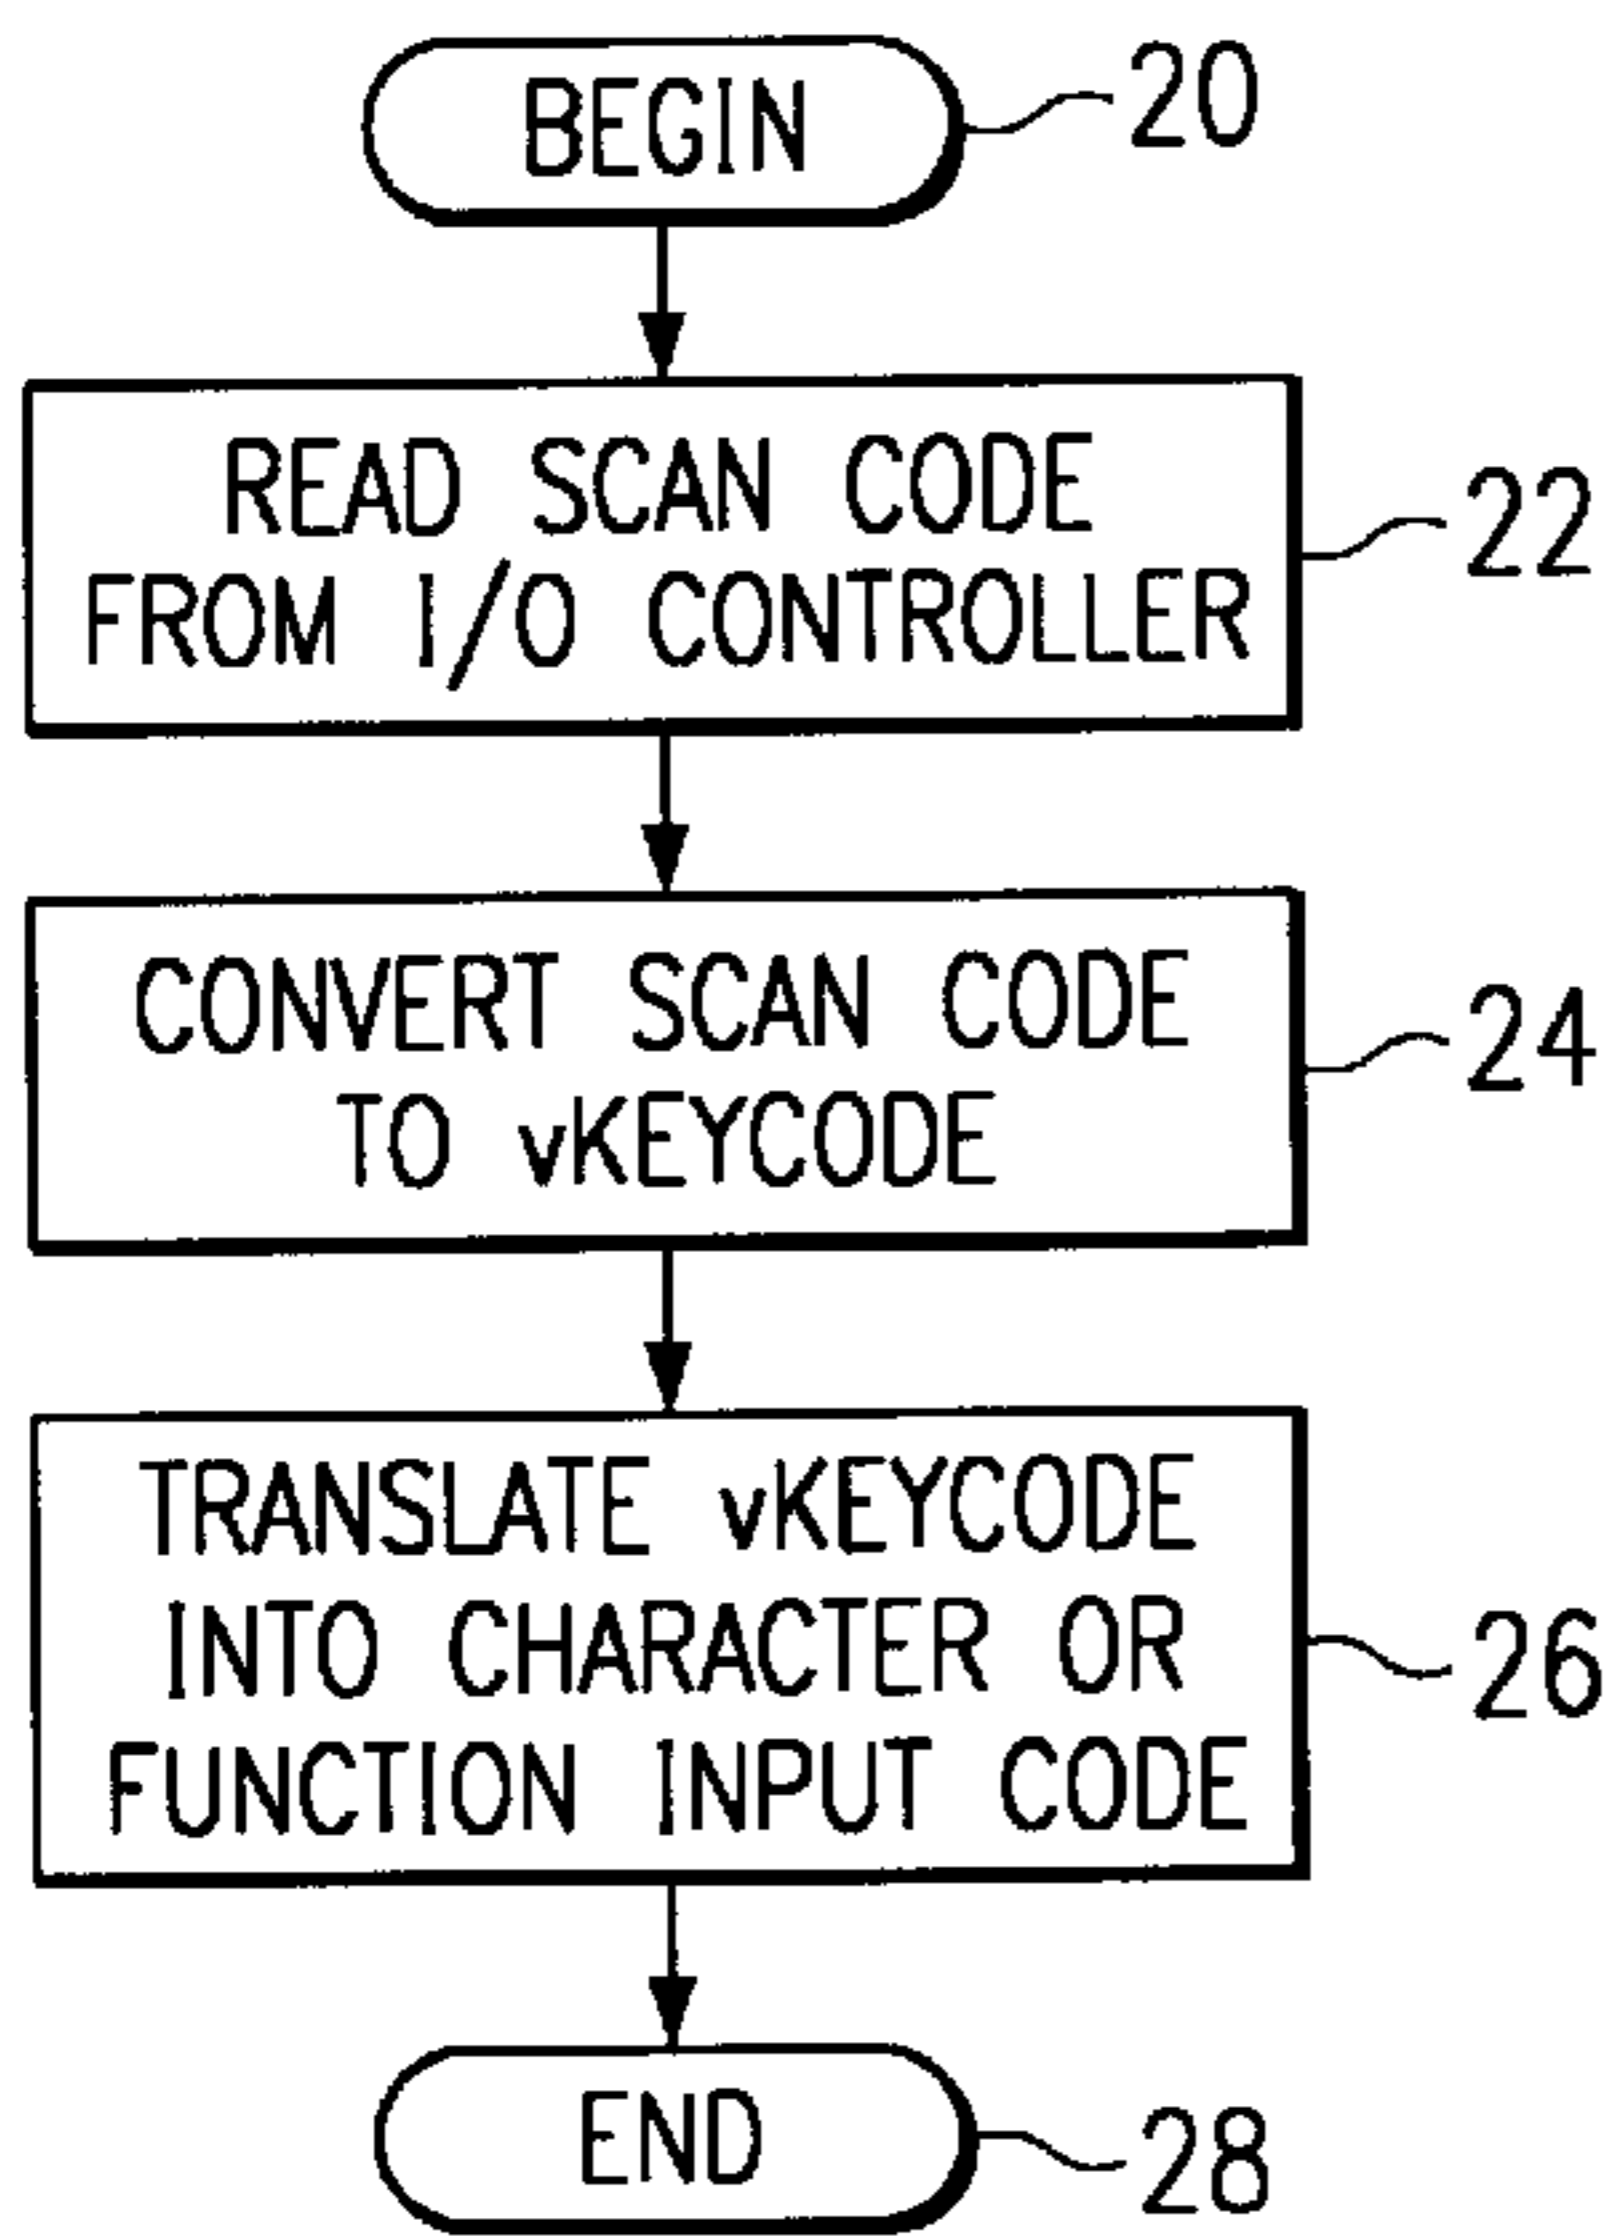 BEGIN
20
READ SCAN CODE
FROM I/O CONTROLLER
22
CONVERT SCAN CODE
TO vKEYCODE
24
TRANSLATE vKEYCODE
INTO CHARACTER OR
FUNCTION INPUT CODE
26
END
28